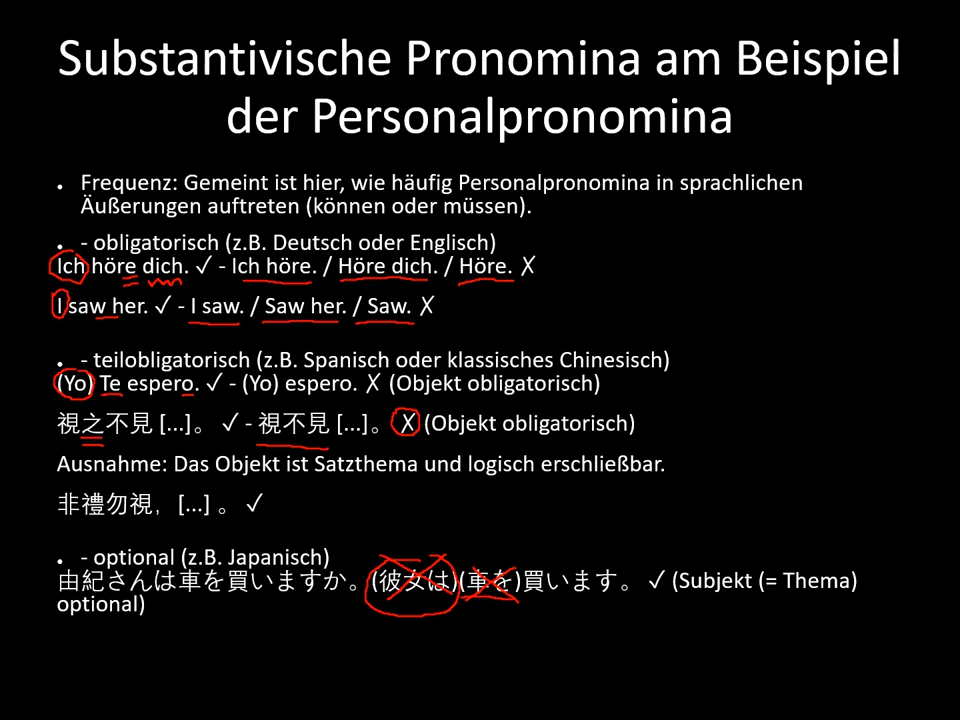 Substantivische Pronomina am Beispiel
der Personalpronomina
• Frequenz: Gemeint ist hier, wie häufig Personalpronomina in sprachlichen
Äußerungen auftreten (können oder müssen).
• - obligatorisch (z.B. Deutsch oder Englisch)
Ich höre dich. ✓ - Ich höre. / Höre dich. / Höre. ✗
I saw her. ✓ - I saw. / Saw her. / Saw. ✗
• - teilobligatorisch (z.B. Spanisch oder klassisches Chinesisch)
(Yo) Te espero. ✓ - (Yo) espero. ✗ (Objekt obligatorisch)
視之不見 [...]。 ✓ - 視不見 [...]。 ✗ (Objekt obligatorisch)
Ausnahme: Das Objekt ist Satzthema und logisch erschließbar.
非禮勿視，[...] 。 ✓
• - optional (z.B. Japanisch)
由紀さんは車を買いますか。(彼女は)(車を)買います。 ✓ (Subjekt (= Thema)
optional)